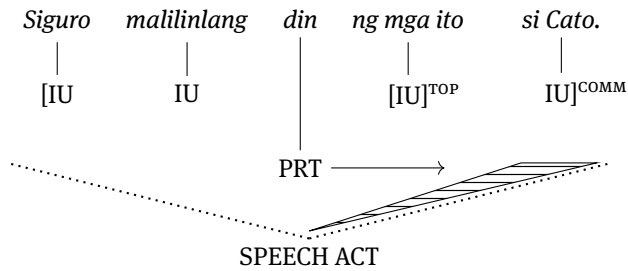 Siguro malilinlang din ng mga ito si Cato.
[IU IU [IU]ᵀᴼᴾ IU]ᶜᴼᴹᴹ
PRT
SPEECH ACT